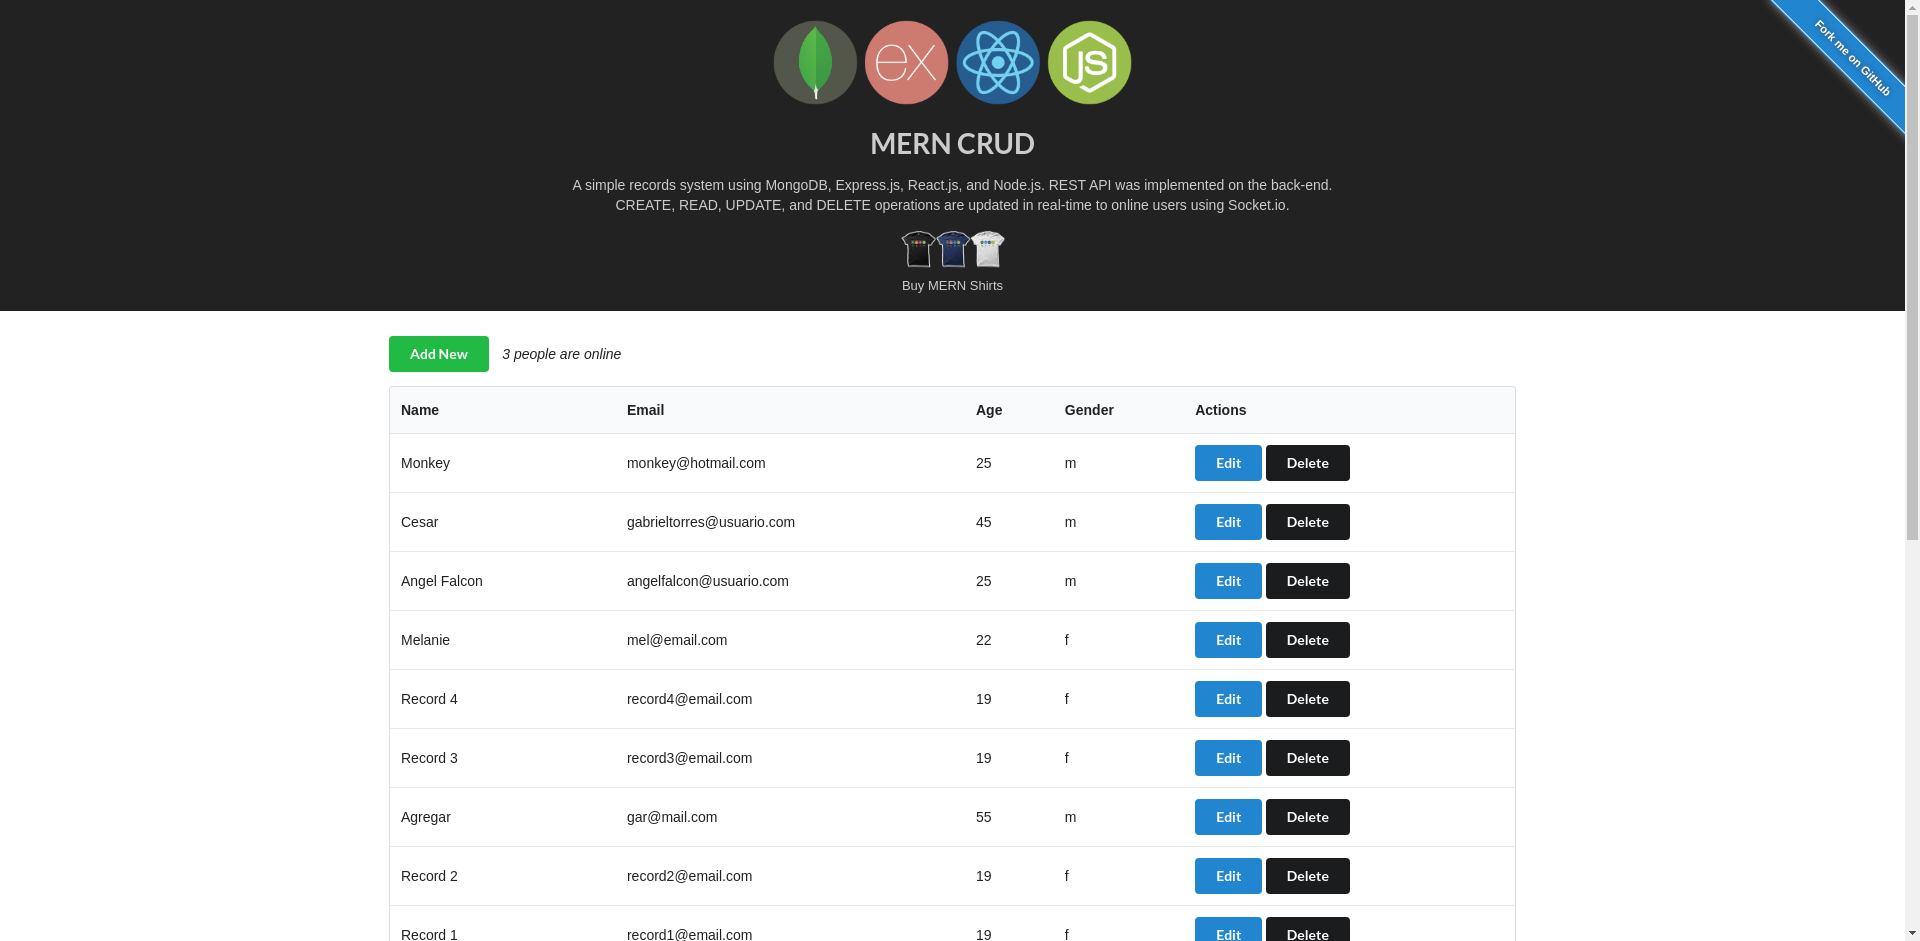 ex
JS
Fork me on GitHub
MERN CRUD
A simple records system using MongoDB, Express.js, React.js, and Node.js. REST API was implemented on the back-end.
CREATE, READ, UPDATE, and DELETE operations are updated in real-time to online users using Socket.io.
Buy MERN Shirts
Add New 3 people are online
Name Email Age Gender Actions
Monkey monkey@hotmail.com 25 m Edit Delete
Cesar gabrieltorres@usuario.com 45 m Edit Delete
Angel Falcon angelfalcon@usuario.com 25 m Edit Delete
Melanie mel@email.com 22 f Edit Delete
Record 4 record4@email.com 19 f Edit Delete
Record 3 record3@email.com 19 f Edit Delete
Agregar gar@mail.com 55 m Edit Delete
Record 2 record2@email.com 19 f Edit Delete
Record 1 record1@email.com 19 f Edit Delete